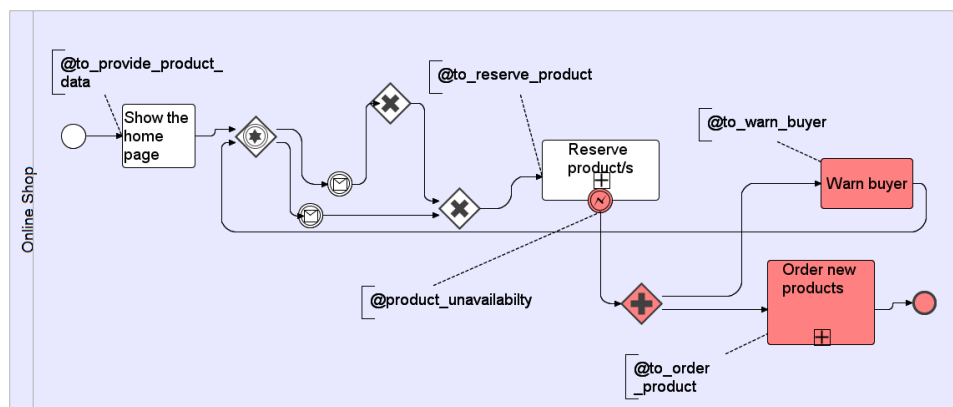 Online Shop
@to_provide_product_
data
Show the
home
page
@to_reserve_product
Reserve
product/s
@to_warn_buyer
Warn buyer
@product_unavailabilty
Order new
products
@to_order
_product